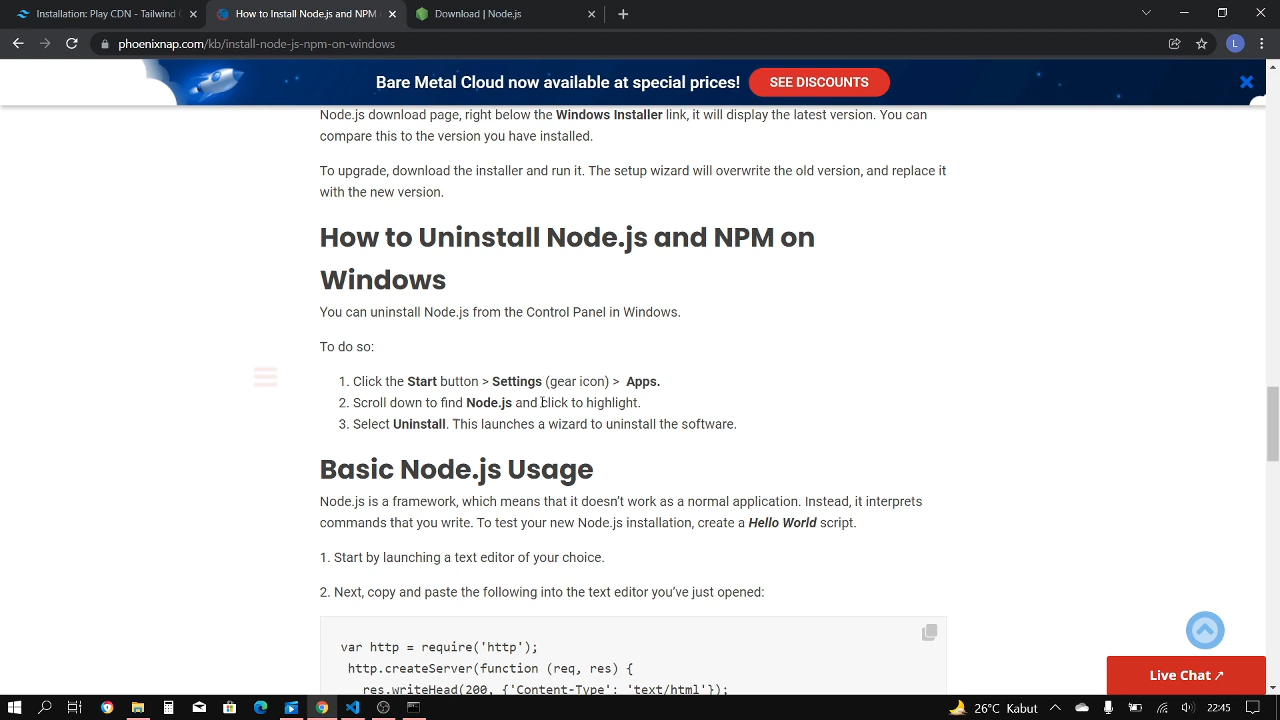 Installation: Play CDN - Tailwind C
How to Install Node.js and NPM
Download | Node.js
phoenixnap.com/kb/install-node-js-npm-on-windows
L
Bare Metal Cloud now available at special prices!
SEE DISCOUNTS
Node.js download page, right below the Windows Installer link, it will display the latest version. You can
compare this to the version you have installed.
To upgrade, download the installer and run it. The setup wizard will overwrite the old version, and replace it
with the new version.
How to Uninstall Node.js and NPM on
Windows
You can uninstall Node.js from the Control Panel in Windows.
To do so:
1. Click the Start button > Settings (gear icon) > Apps.
2. Scroll down to find Node.js and click to highlight.
3. Select Uninstall. This launches a wizard to uninstall the software.
Basic Node.js Usage
Node.js is a framework, which means that it doesn’t work as a normal application. Instead, it interprets
commands that you write. To test your new Node.js installation, create a Hello World script.
1. Start by launching a text editor of your choice.
2. Next, copy and paste the following into the text editor you’ve just opened:
var http = require('http');
http.createServer(function (req, res) {
res.writeHead(200, {'Content-Type': 'text/html'});
Live Chat ↗
26°C Kabut
22:45